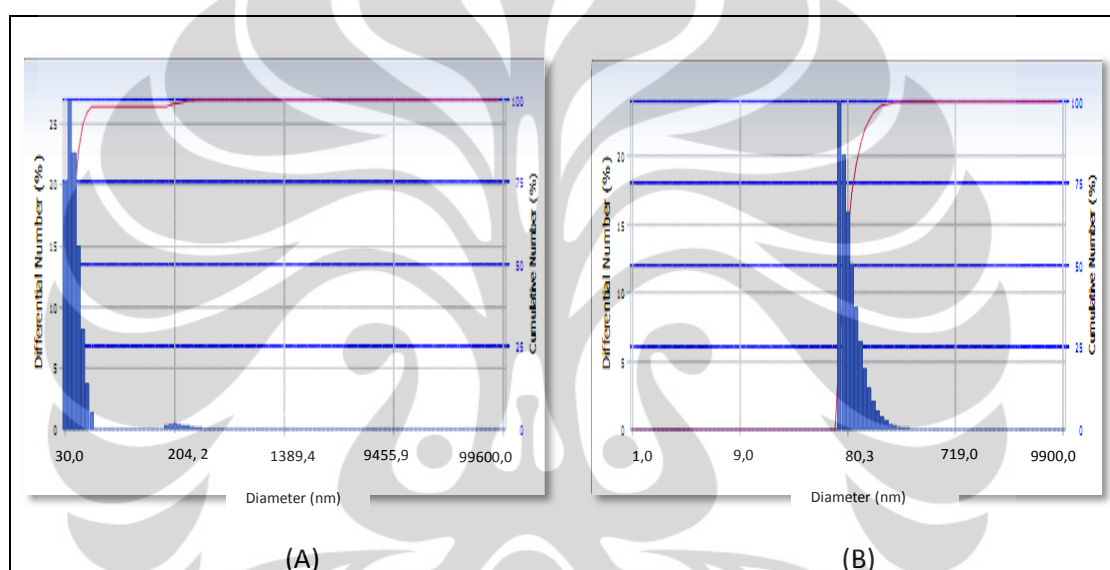 Differential Number (%)
25
20
15
10
5
0
100
75
50
25
0
Cumulative Number (%)
30,0 204, 2 1389,4 9455,9 99600,0
Diameter (nm)
(A)
Differential Number (%)
20
15
10
5
0
100
75
50
25
0
Cumulative Number (%)
1,0 9,0 80,3 719,0 9900,0
Diameter (nm)
(B)